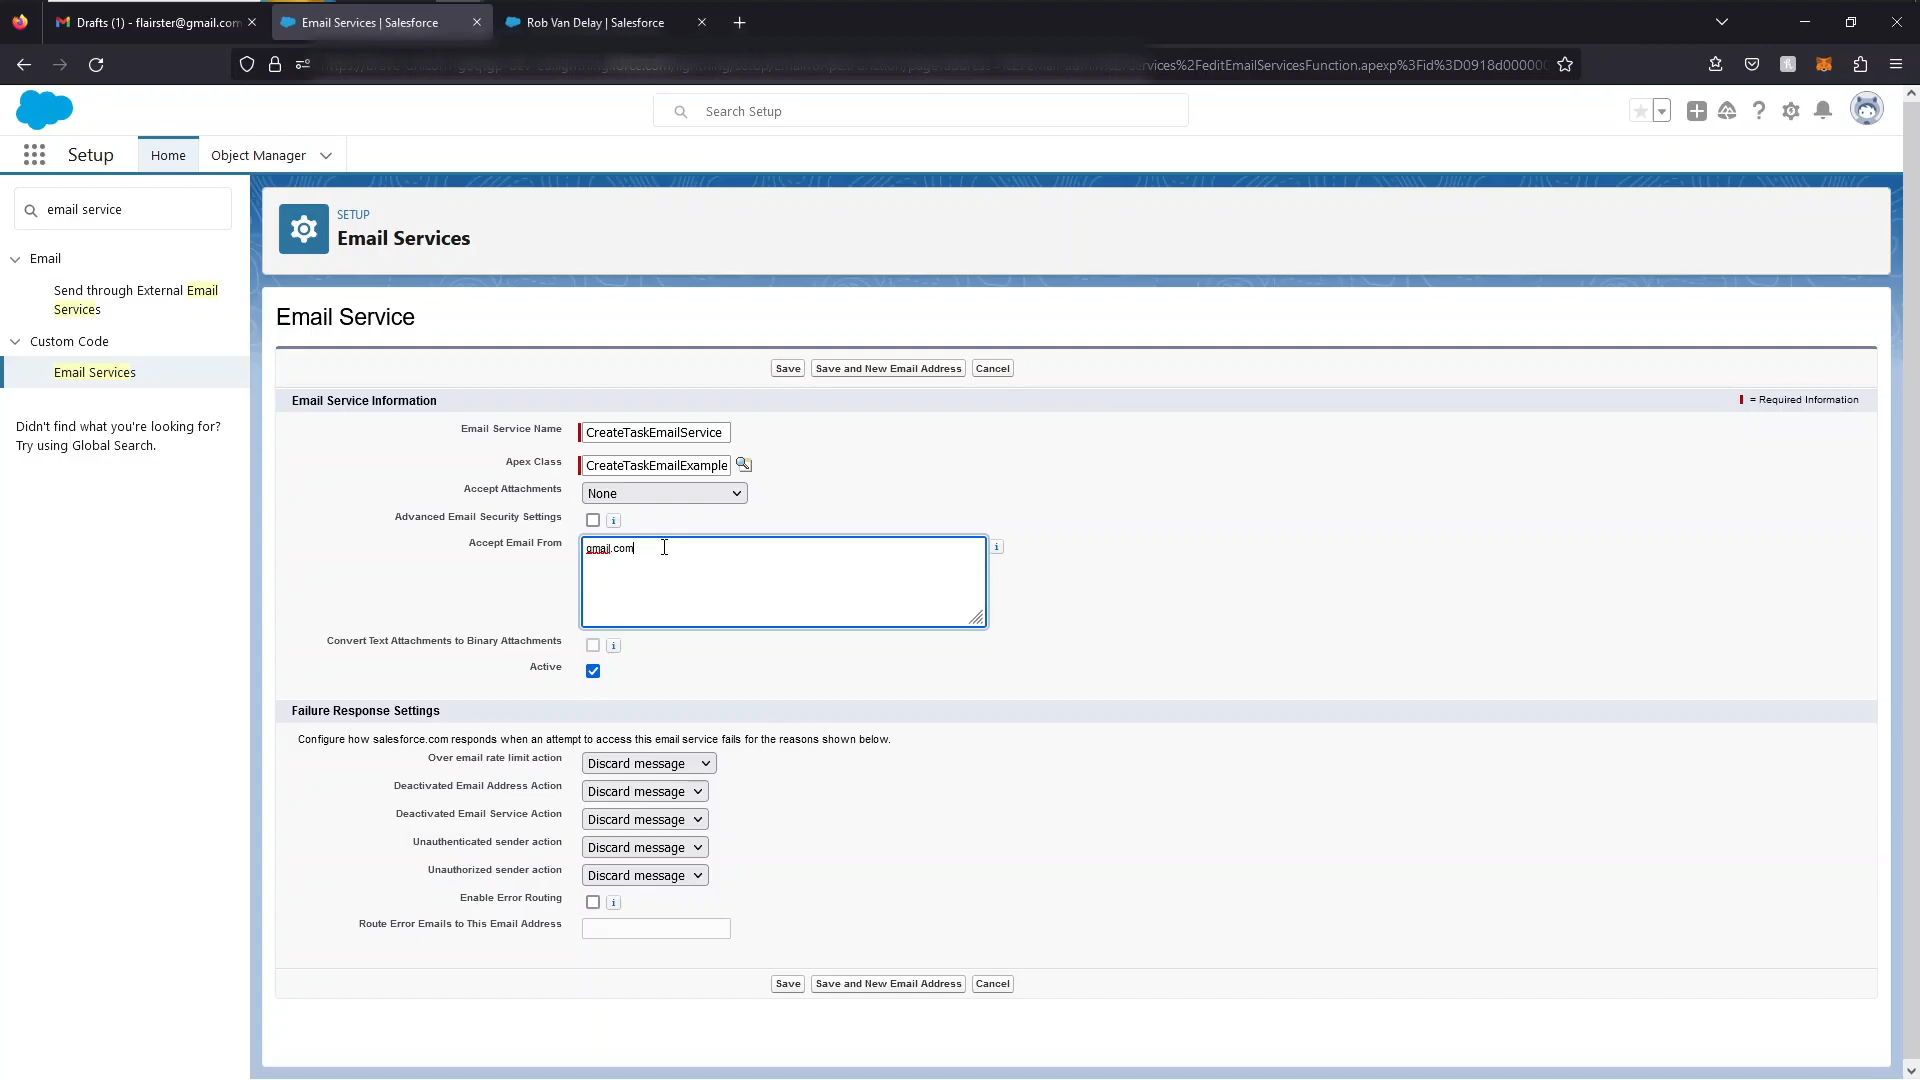 Drafts (1) - flairster@gmail.com
Email Services | Salesforce
Rob Van Delay | Salesforce
ervices%2FeditEmailServicesFunction.apexp%3Fid%3D0918d00000
Search Setup
Setup
Home
Object Manager
email service
Email
Send through External Email
Services
Custom Code
Email Services
Didn't find what you're looking for?
Try using Global Search.
SETUP
Email Services
Email Service
Save
Save and New Email Address
Cancel
Email Service Information
= Required Information
Email Service Name
CreateTaskEmailService
Apex Class
CreateTaskEmailExample
Accept Attachments
None
Advanced Email Security Settings
i
Accept Email From
gmail.com
i
Convert Text Attachments to Binary Attachments
i
Active
Failure Response Settings
Configure how salesforce.com responds when an attempt to access this email service fails for the reasons shown below.
Over email rate limit action
Discard message
Deactivated Email Address Action
Discard message
Deactivated Email Service Action
Discard message
Unauthenticated sender action
Discard message
Unauthorized sender action
Discard message
Enable Error Routing
i
Route Error Emails to This Email Address
Save
Save and New Email Address
Cancel